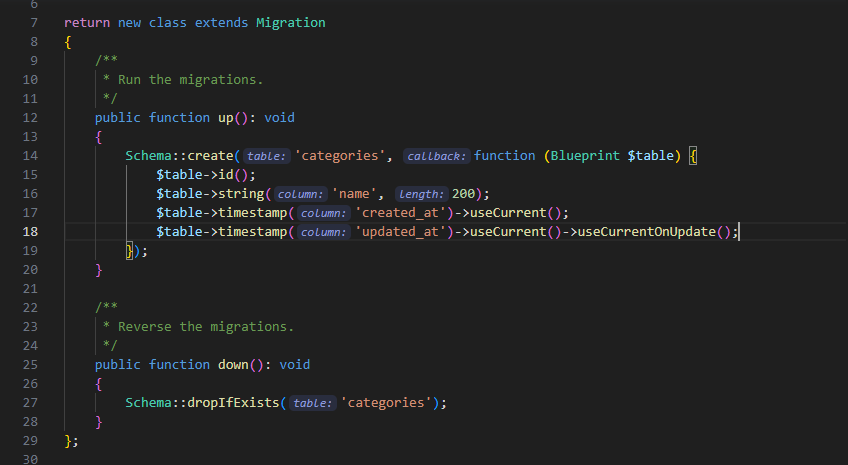 6
7 return new class extends Migration
8 {
9 /**
10 * Run the migrations.
11 */
12 public function up(): void
13 {
14 Schema::create( table: 'categories', callback: function (Blueprint $table) {
15 $table->id();
16 $table->string( column: 'name', length: 200);
17 $table->timestamp( column: 'created_at')->useCurrent();
18 $table->timestamp( column: 'updated_at')->useCurrent()->useCurrentOnUpdate();
19 });
20 }
21
22 /**
23 * Reverse the migrations.
24 */
25 public function down(): void
26 {
27 Schema::dropIfExists( table: 'categories');
28 }
29 };
30